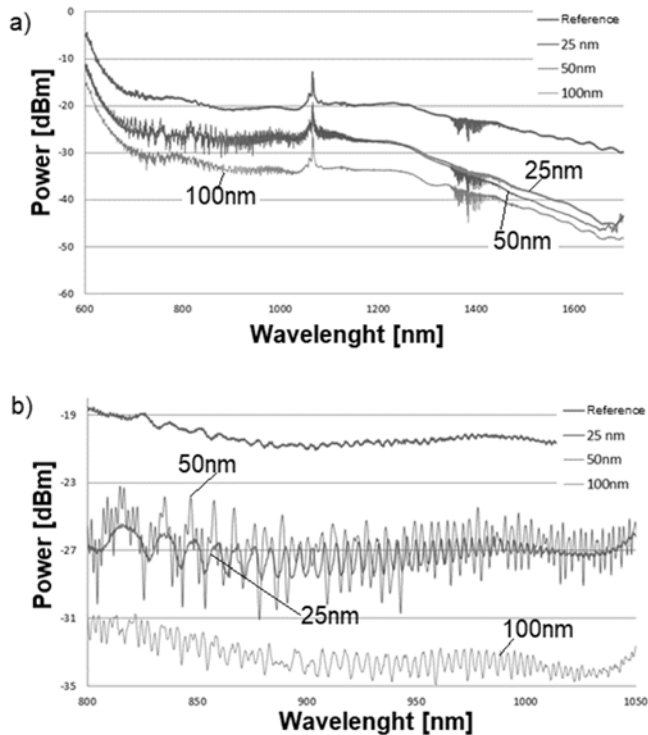 a)
0
-10
-20
-30
-40
-50
-60
Power [dBm]
Reference
25 nm
50nm
100nm
100nm
25nm
50nm
600
800
1000
1200
1400
1600
Wavelenght [nm]
b)
-19
-23
-27
-31
-35
Power [dBm]
Reference
25 nm
50nm
100nm
50nm
25nm
100nm
800
850
900
950
1000
1050
Wavelenght [nm]